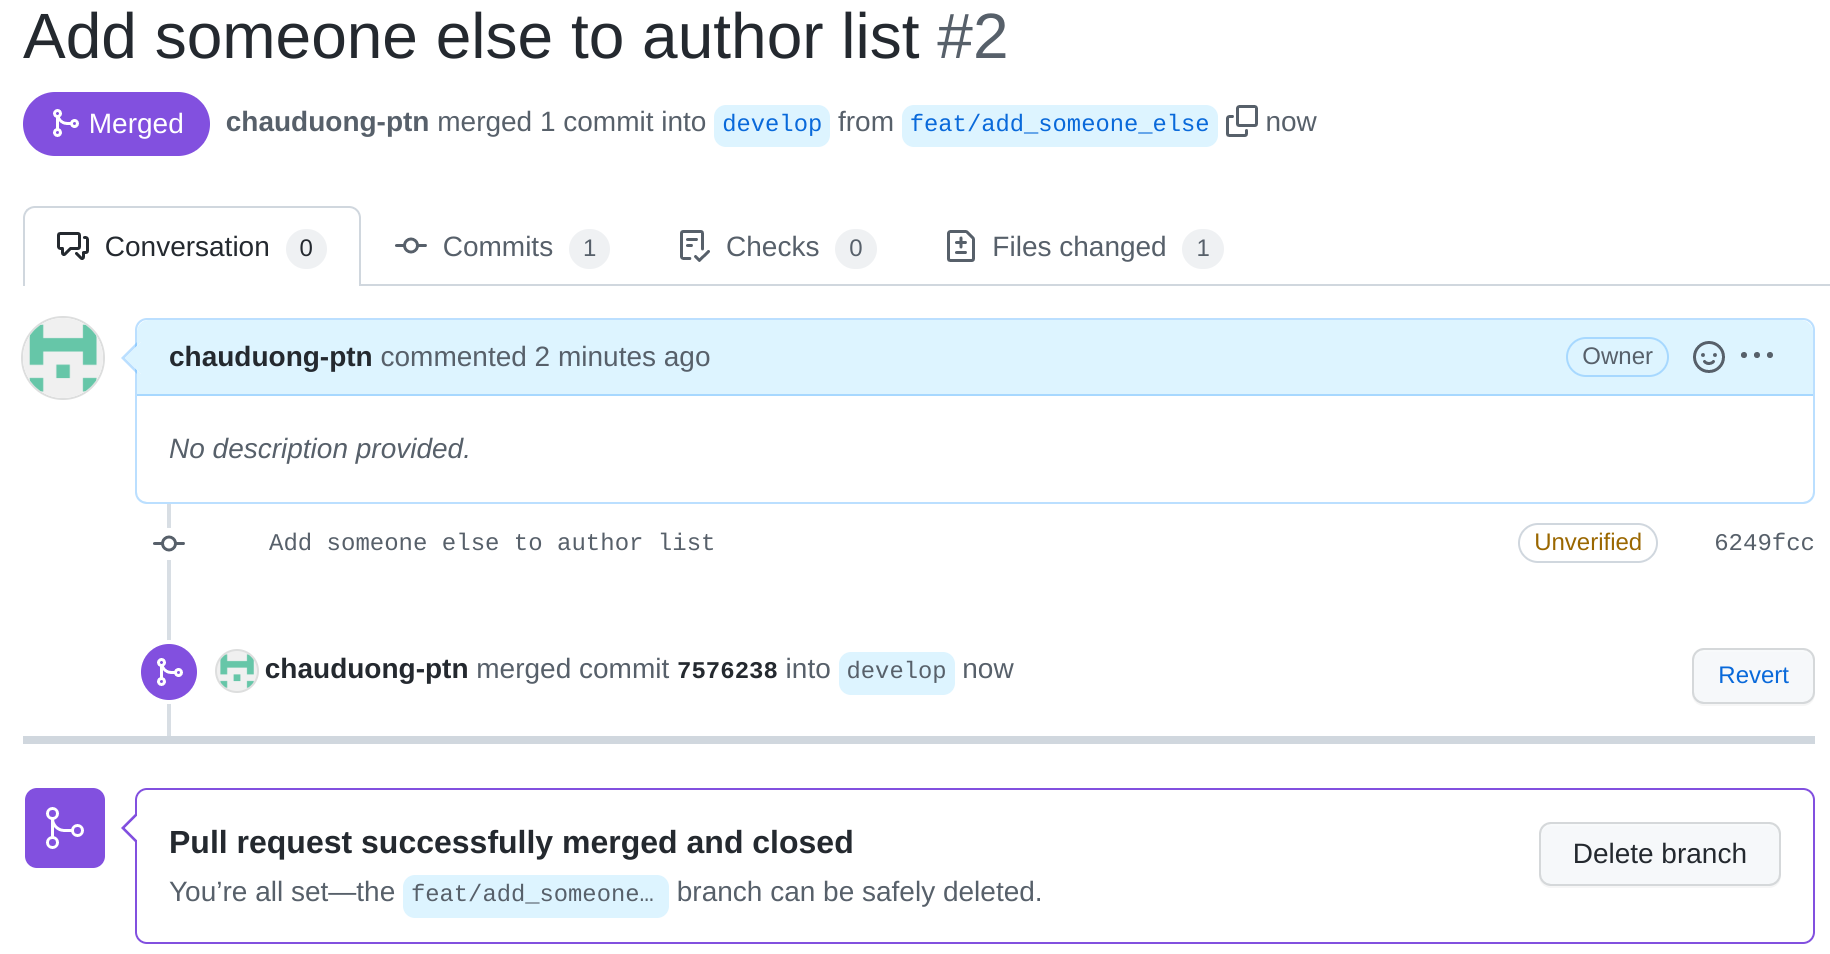 Add someone else to author list #2
Merged chauduong-ptn merged 1 commit into develop from feat/add_someone_else now
Conversation 0 Commits 1 Checks 0 Files changed 1
chauduong-ptn commented 2 minutes ago Owner
No description provided.
Add someone else to author list Unverified 6249fcc
chauduong-ptn merged commit 7576238 into develop now Revert
Pull request successfully merged and closed
Delete branch
You’re all set—the feat/add_someone… branch can be safely deleted.